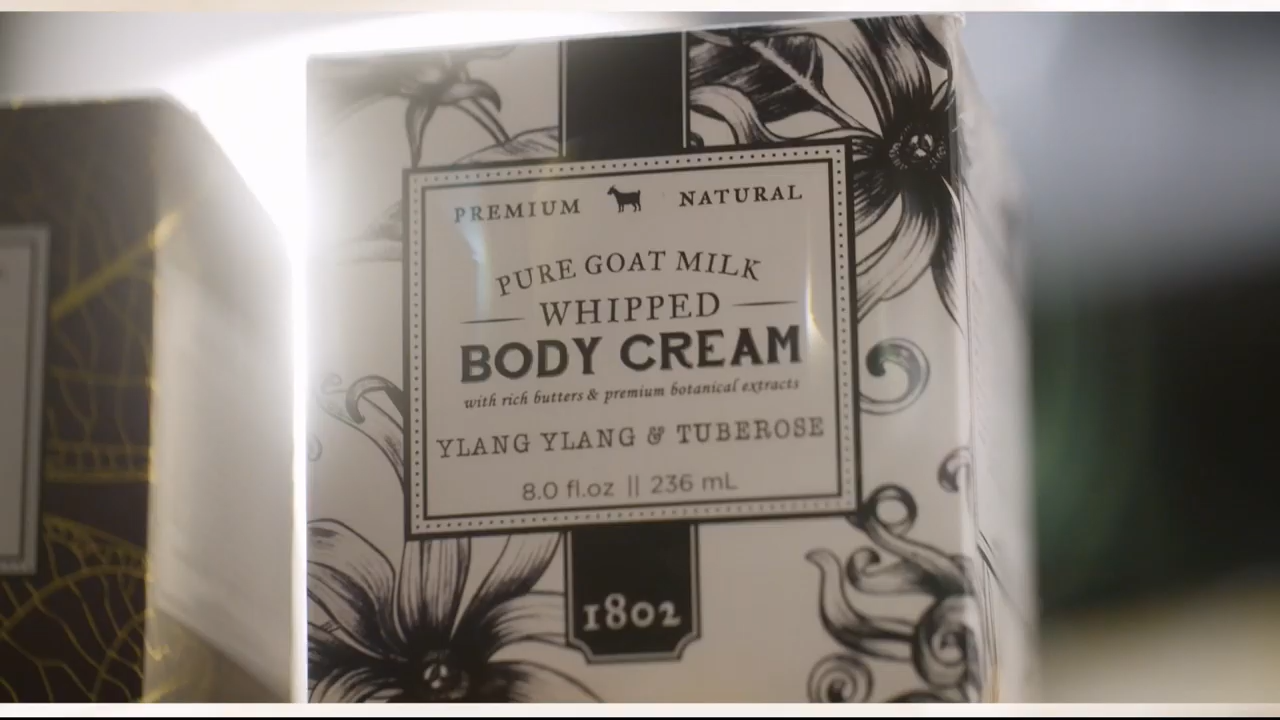 PREMIUM NATURAL
PURE GOAT MILK
WHIPPED
BODY CREAM
with rich butters & premium botanical extracts
YLANG YLANG & TUBEROSE
8.0 fl.oz || 236 mL
1802